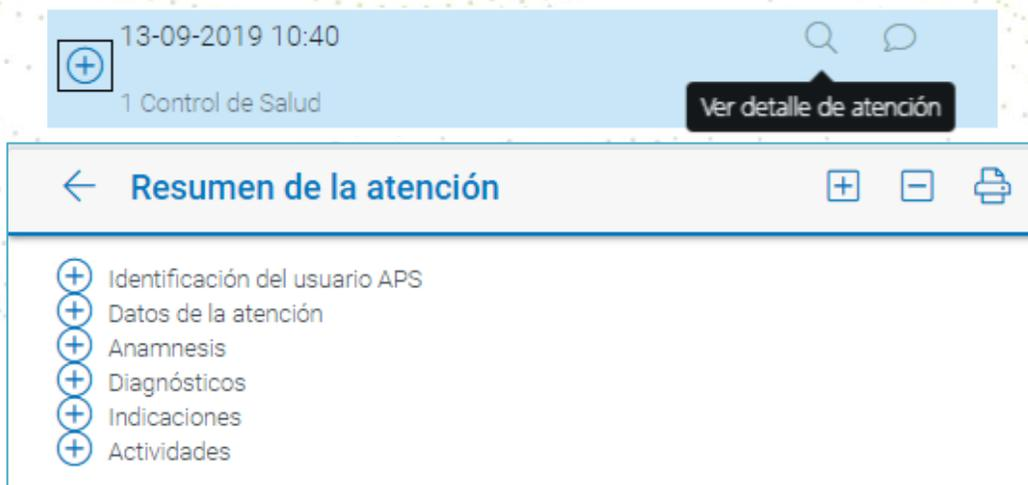 13-09-2019 10:40
1 Control de Salud
Ver detalle de atención
Resumen de la atención
Identificación del usuario APS
Datos de la atención
Anamnesis
Diagnósticos
Indicaciones
Actividades